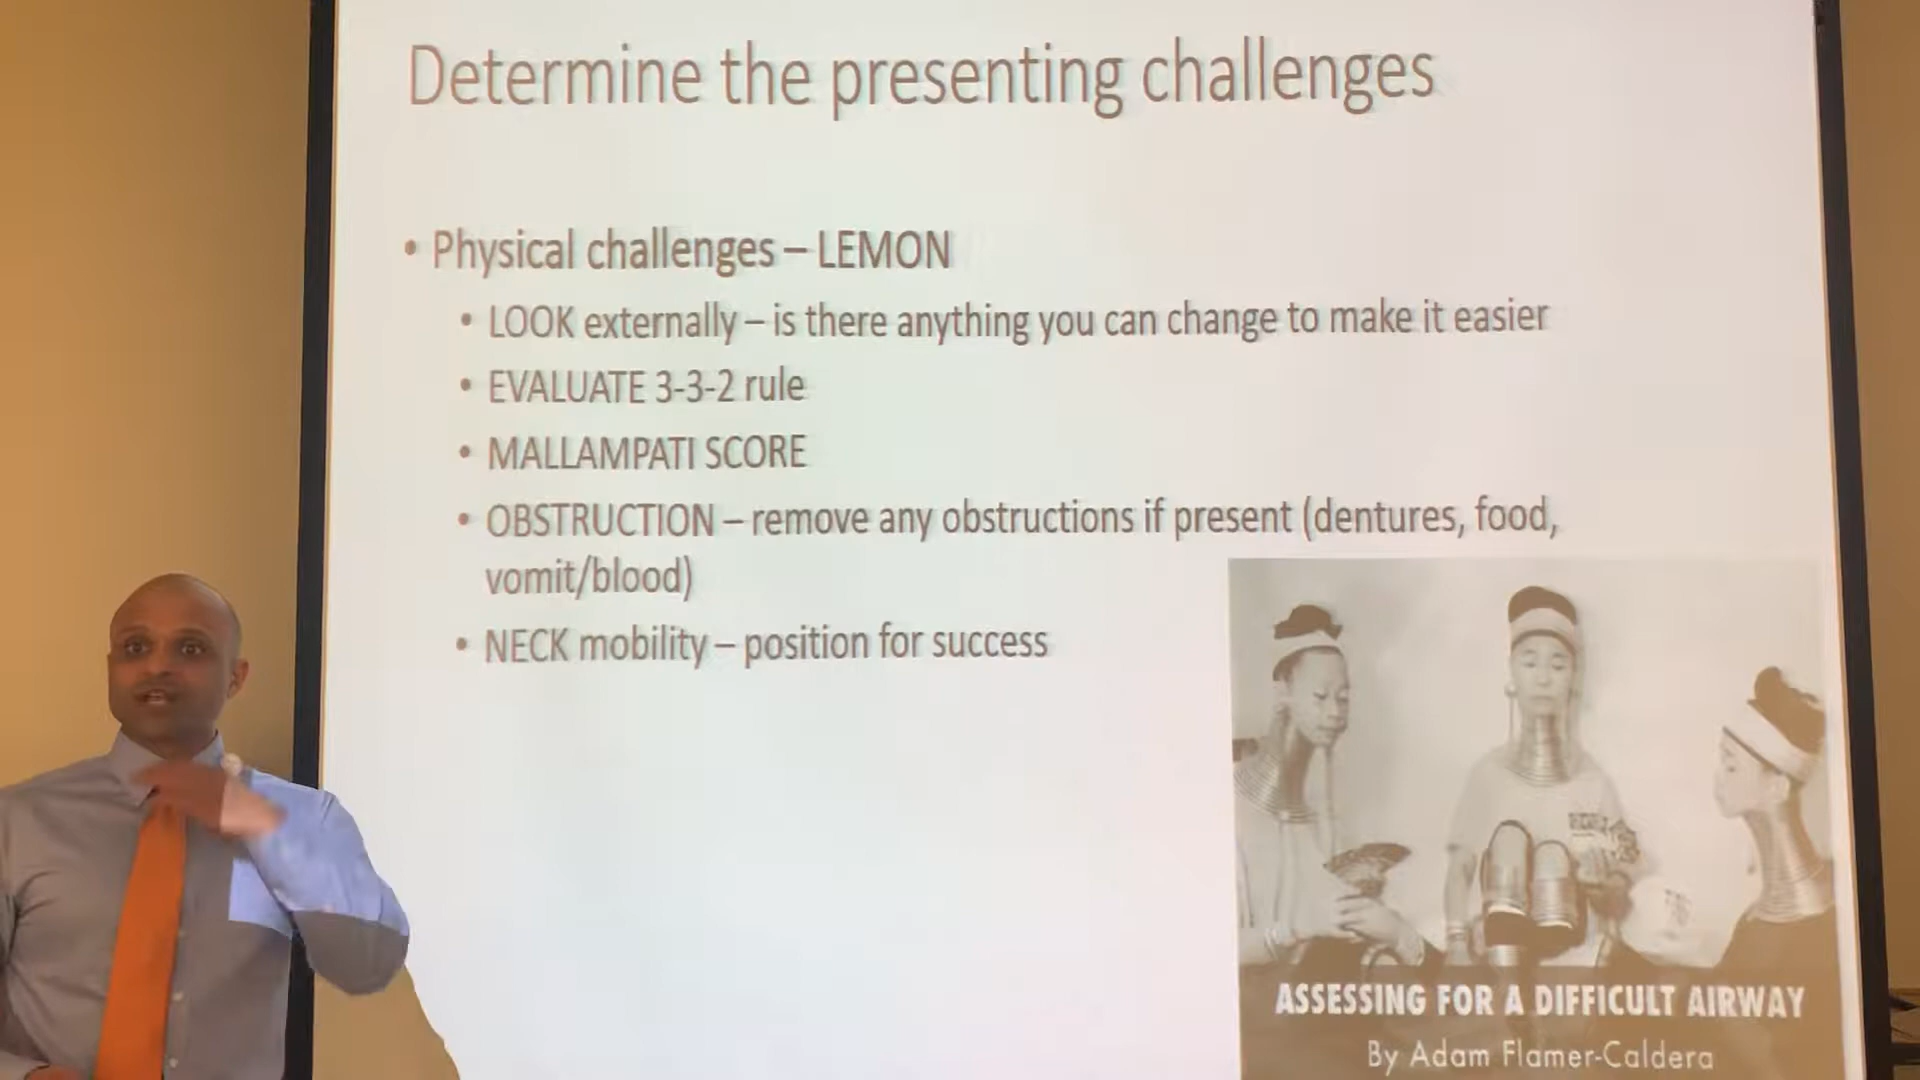 Determine the presenting challenges
• Physical challenges – LEMON
• LOOK externally – is there anything you can change to make it easier
• EVALUATE 3-3-2 rule
• MALLAMPATI SCORE
• OBSTRUCTION – remove any obstructions if present (dentures, food,
vomit/blood)
• NECK mobility – position for success
ASSESSING FOR A DIFFICULT AIRWAY
By Adam Flamer-Caldera